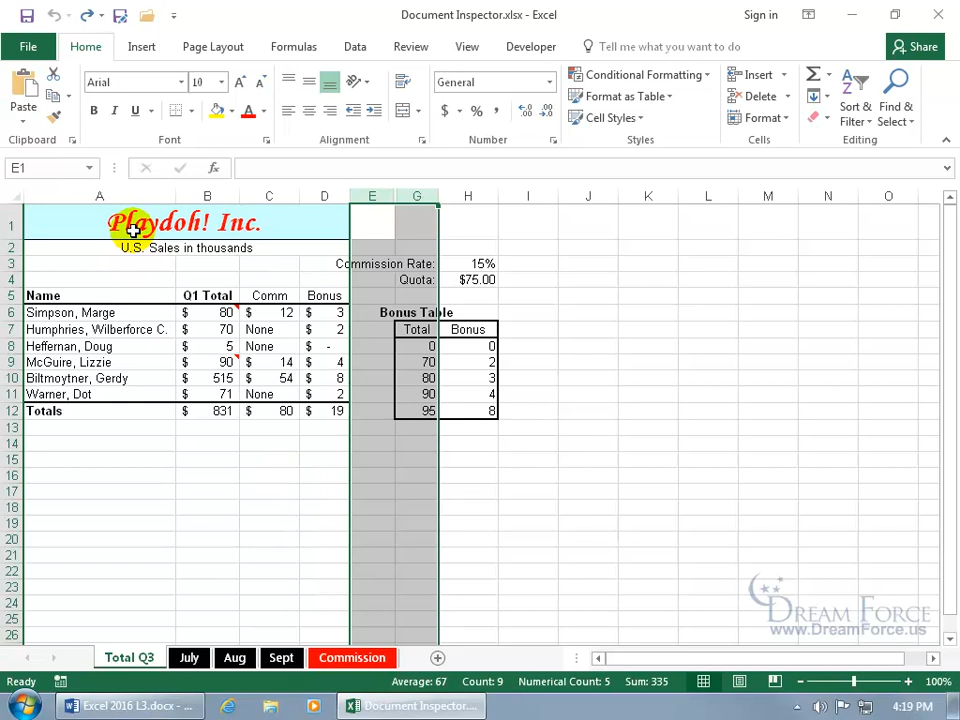 Document Inspector.xlsx - Excel
Sign in
File Home Insert Page Layout Formulas Data Review View Developer Tell me what you want to do Share
Paste
Arial 10
General
Conditional Formatting
Format as Table
Cell Styles
Insert
Delete
Format
Sort & Filter
Find & Select
Clipboard Font Alignment Number Styles Cells Editing
E1 fx
A B C D E G H I J K L M N O
1 Playdoh! Inc.
2 U.S. Sales in thousands
3 Commission Rate: 15%
4 Quota: $75.00
5 Name Q1 Total Comm Bonus
6 Simpson, Marge $ 80 $ 12 $ 3 Bonus Table
7 Humphries, Wilberforce C. $ 70 None $ 2 Total Bonus
8 Heffernan, Doug $ 5 None $ - 0 0
9 McGuire, Lizzie $ 90 $ 14 $ 4 70 2
10 Biltmoytner, Gerdy $ 515 $ 54 $ 8 80 3
11 Warner, Dot $ 71 None $ 2 90 4
12 Totals $ 831 $ 80 $ 19 95 8
13
14
15
16
17
18
19
20
21
22
23
24
25
26
Dream Force
www.DreamForce.us
Total Q3 July Aug Sept Commission
Ready Average: 67 Count: 9 Numerical Count: 5 Sum: 335 100%
Excel 2016 L3.docx - ... Document Inspector.... 4:19 PM